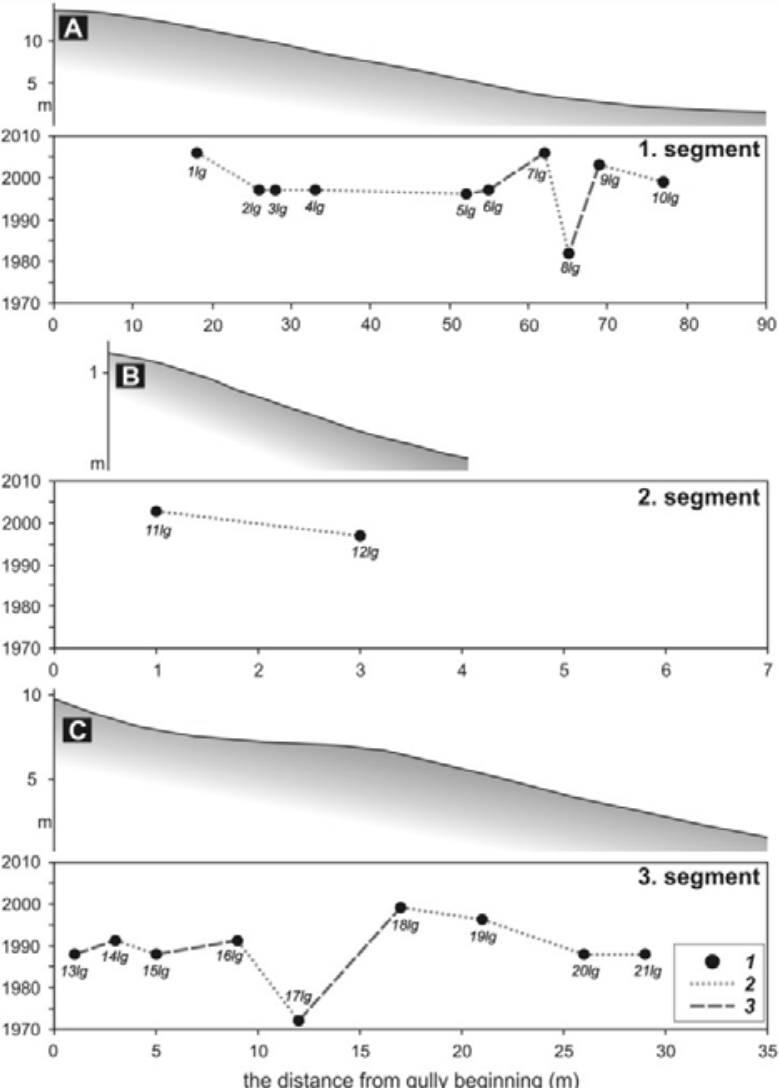 A
10
5
m
2010
2000
1990
1980
1970
1. segment
1lg
2lg
3lg
4lg
5lg
6lg
7lg
8lg
9lg
10lg
0 10 20 30 40 50 60 70 80 90
1
B
m
2010
2000
1990
1980
1970
2. segment
11lg
12lg
0 1 2 3 4 5 6 7
10
C
5
m
2010
2000
1990
1980
1970
3. segment
13lg
14lg
15lg
16lg
17lg
18lg
19lg
20lg
21lg
1
2
3
0 5 10 15 20 25 30 35
the distance from gully beginning (m)